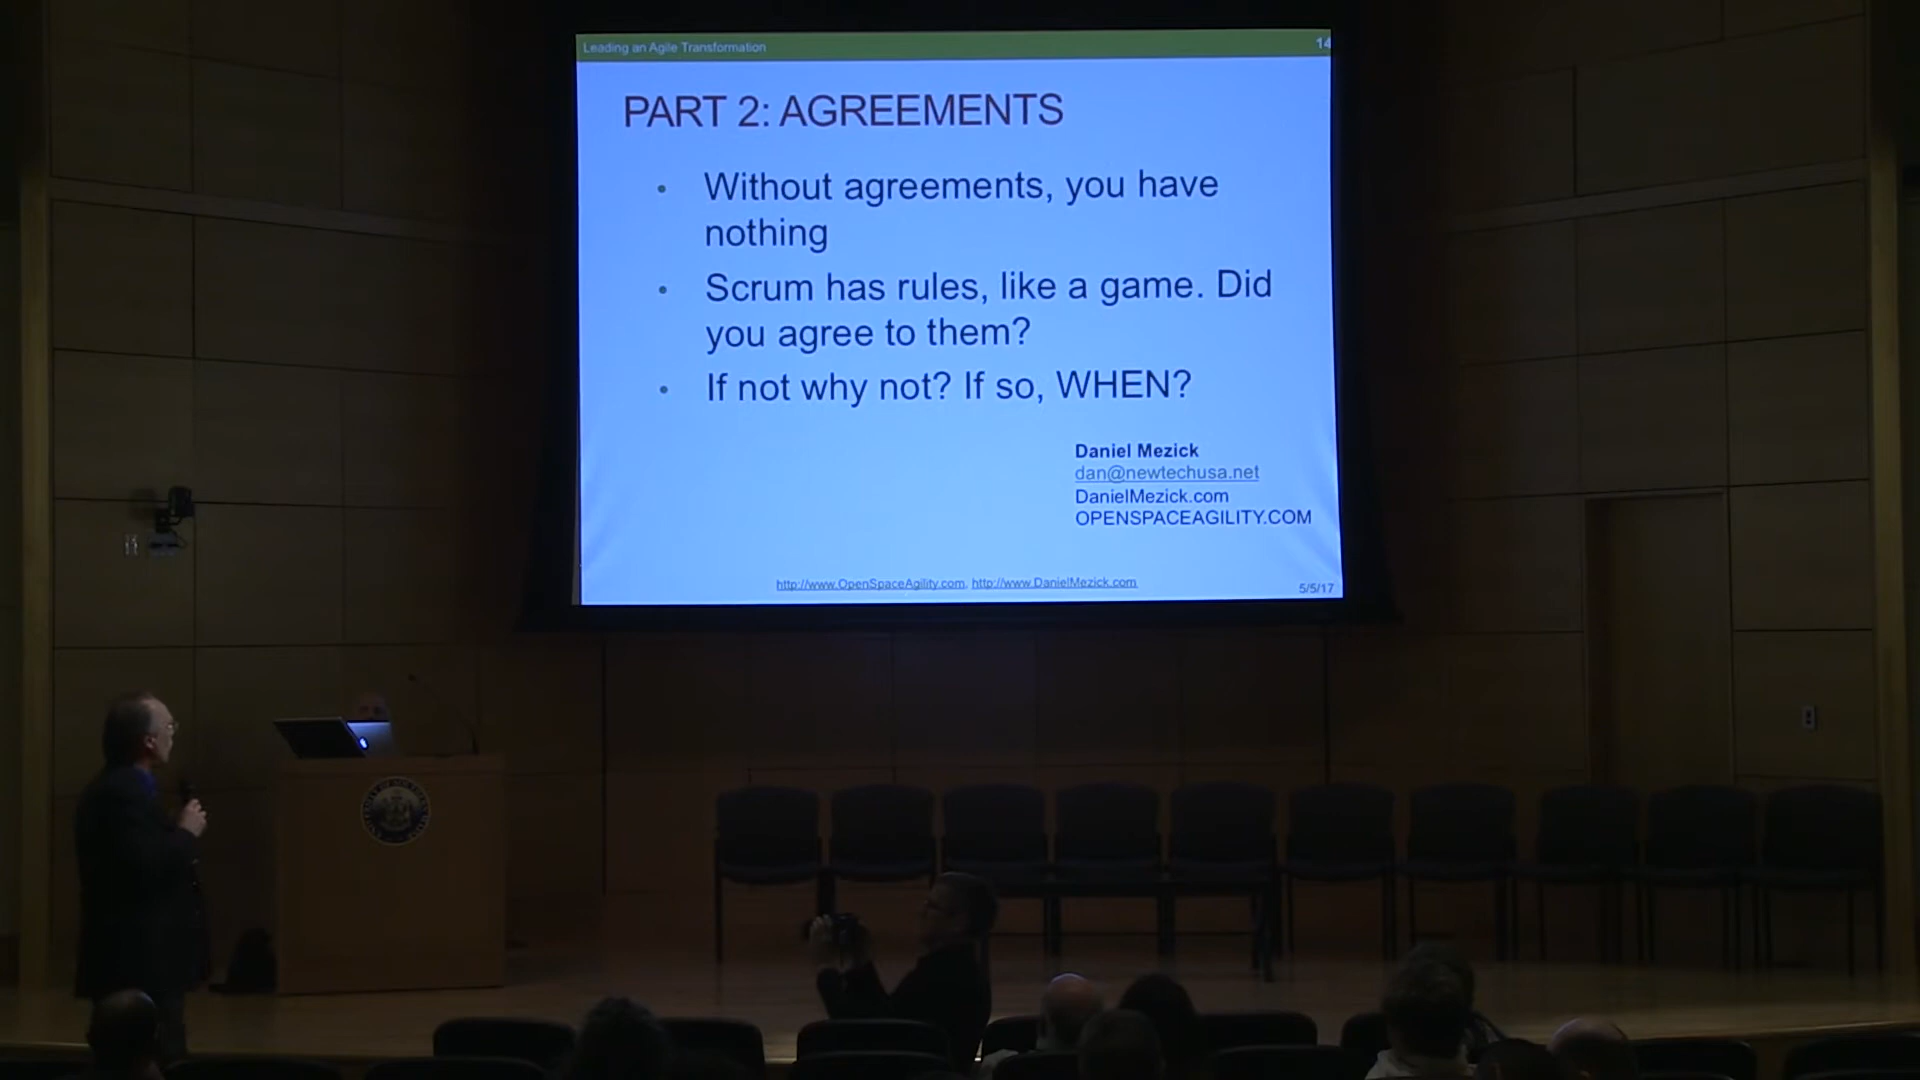 Leading an Agile Transformation
14
PART 2: AGREEMENTS
• Without agreements, you have
nothing
• Scrum has rules, like a game. Did
you agree to them?
• If not why not? If so, WHEN?
Daniel Mezick
dan@newtechusa.net
DanielMezick.com
OPENSPACEAGILITY.COM
http://www.OpenSpaceAgility.com, http://www.DanielMezick.com
5/5/17